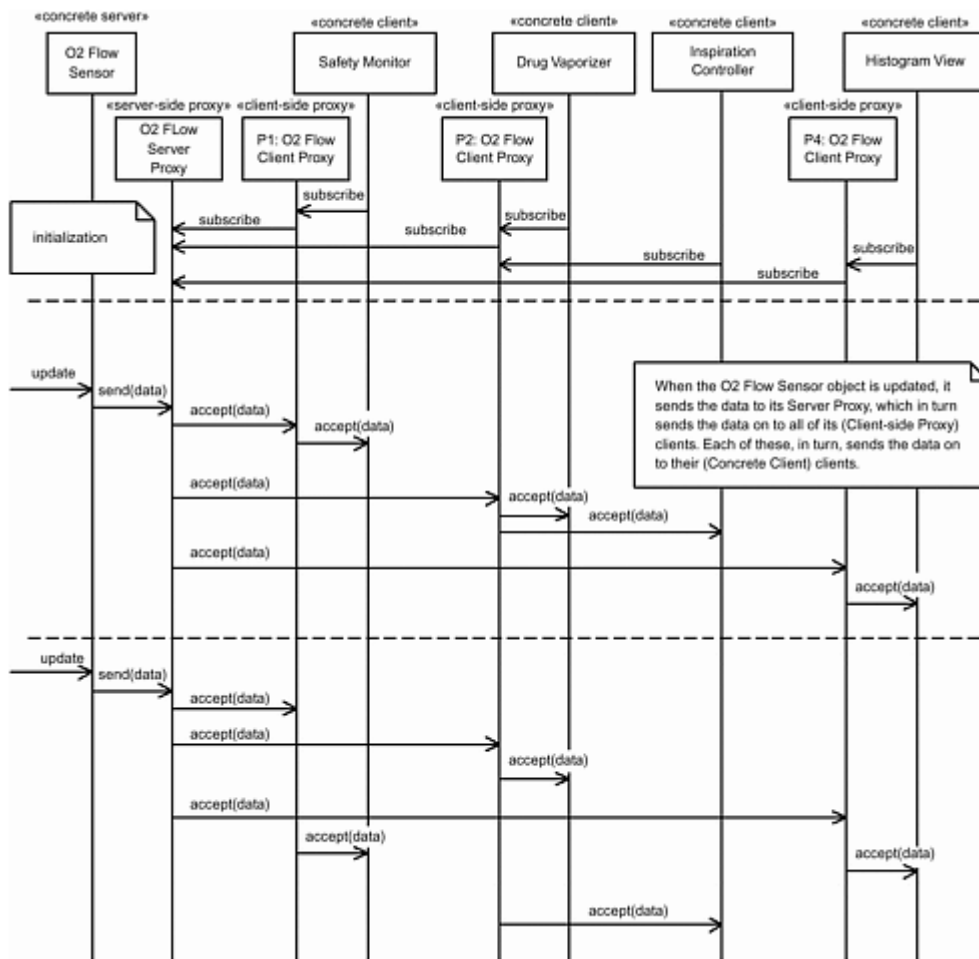 «concrete server»
«concrete client»
«concrete client»
«concrete client»
«concrete client»
O2 Flow
Sensor
Safety Monitor
Drug Vaporizer
Inspiration
Controller
Histogram View
«server-side proxy»
«client-side proxy»
«client-side proxy»
«client-side proxy»
O2 FLow
Server
Proxy
P1: O2 Flow
Client Proxy
P2: O2 Flow
Client Proxy
P4: O2 Flow
Client Proxy
subscribe
subscribe
subscribe
initialization
subscribe
subscribe
subscribe
subscribe
update
send(data)
accept(data)
accept(data)
When the O2 Flow Sensor object is updated, it
sends the data to its Server Proxy, which in turn
sends the data on to all of its (Client-side Proxy)
clients. Each of these, in turn, sends the data on
to their (Concrete Client) clients.
accept(data)
accept(data)
accept(data)
accept(data)
accept(data)
update
send(data)
accept(data)
accept(data)
accept(data)
accept(data)
accept(data)
accept(data)
accept(data)